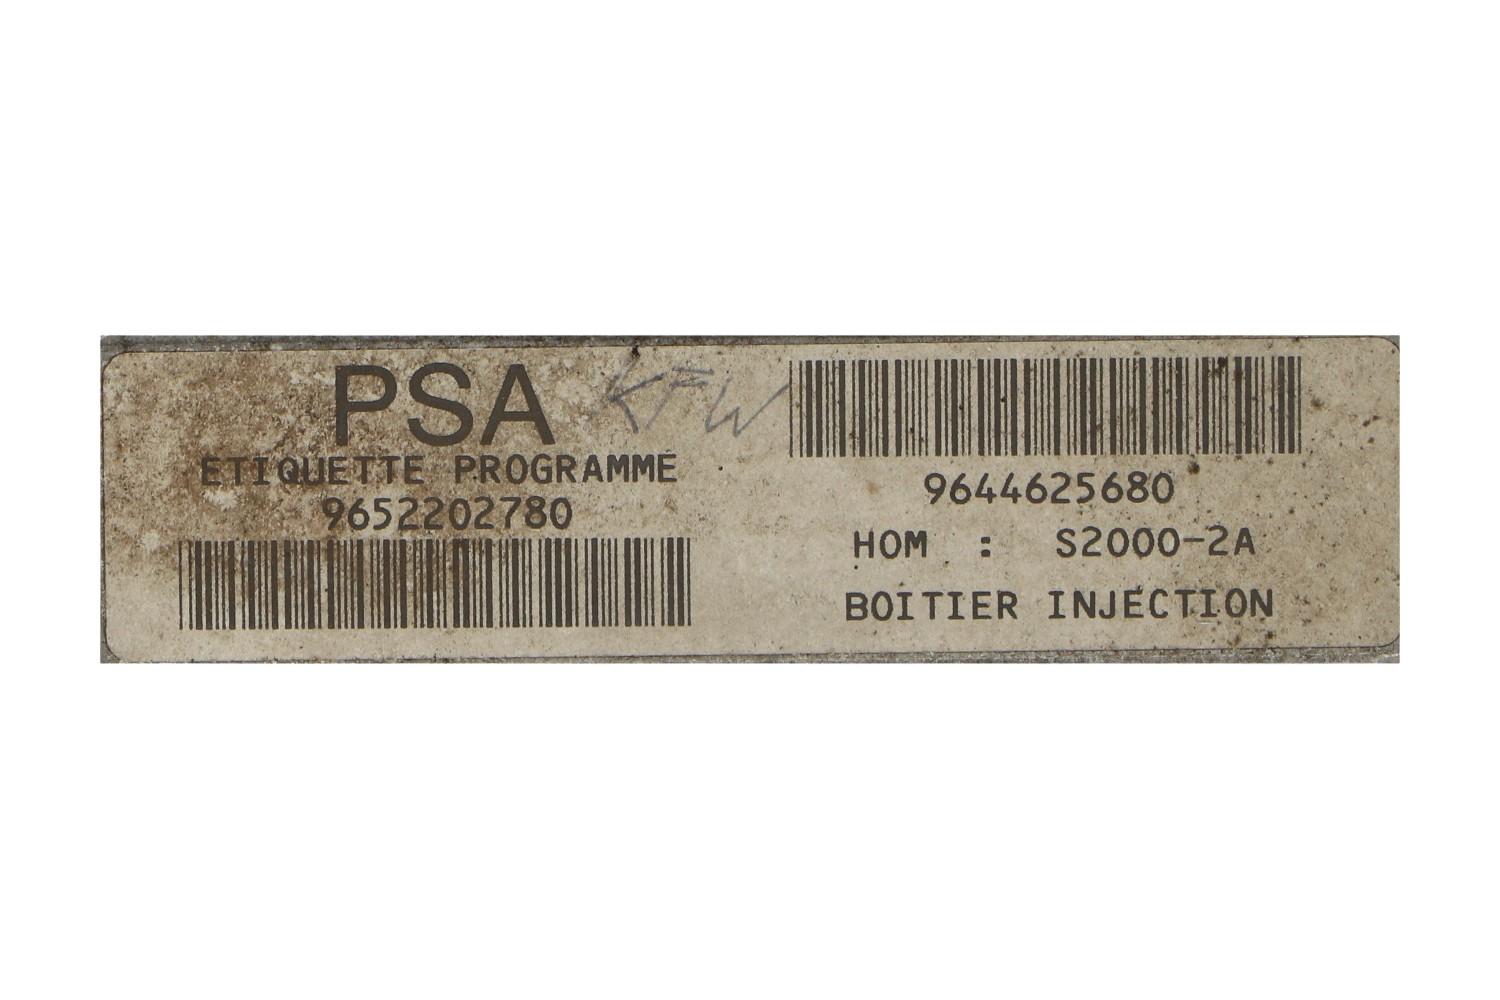 PSA KFW
ETIQUETTE PROGRAMME
9652202780
9644625680
HOM : S2000-2A
BOITIER INJECTION